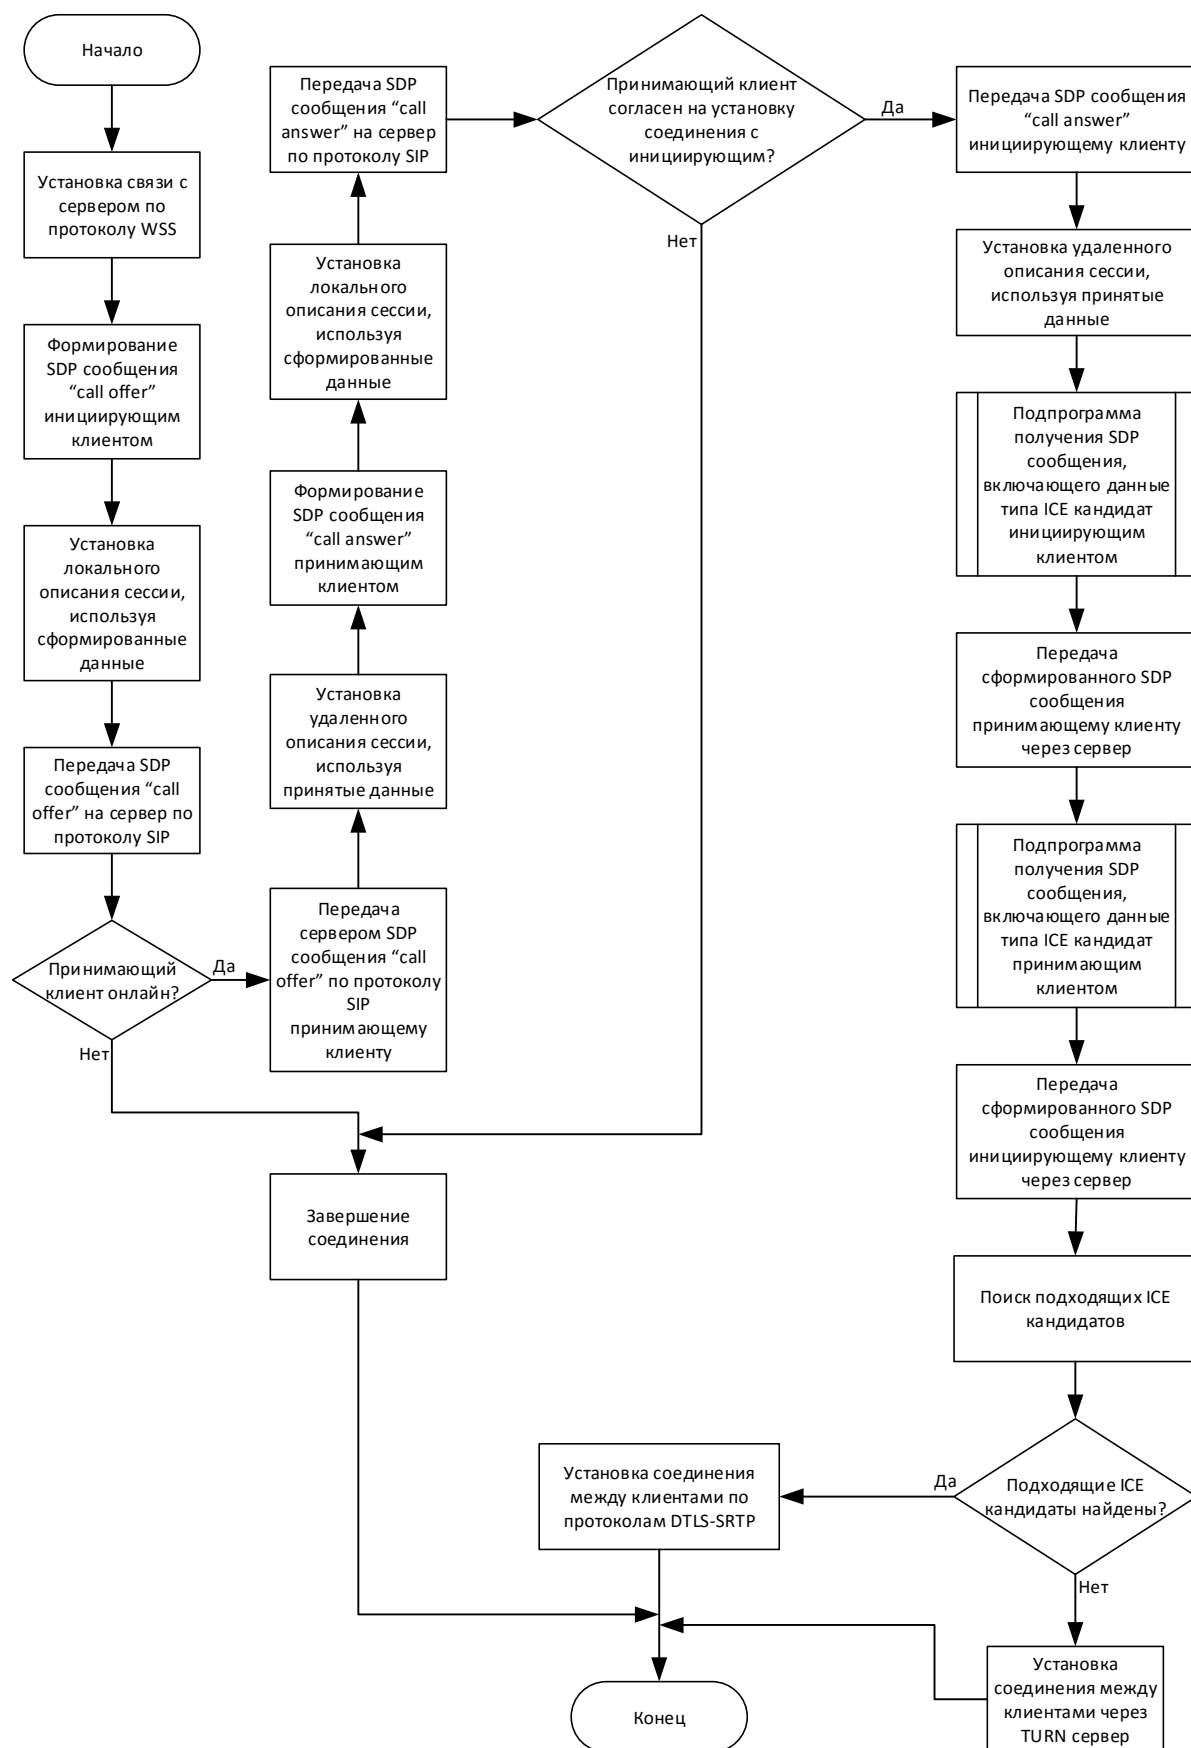 Начало
Установка связи с
сервером по
протоколу WSS
Формирование
SDP сообщения
“call offer”
инициирующим
клиентом
Установка
локального
описания сессии,
используя
сформированные
данные
Передача SDP
сообщения “call
offer” на сервер по
протоколу SIP
Принимающий
клиент онлайн?
Да
Нет
Передача
сервером SDP
сообщения “call
offer” по протоколу
SIP
принимающему
клиенту
Установка
удаленного
описания сессии,
используя
принятые данные
Формирование
SDP сообщения
“call answer”
принимающим
клиентом
Установка
локального
описания сессии,
используя
сформированные
данные
Передача SDP
сообщения “call
answer” на сервер
по протоколу SIP
Принимающий клиент
согласен на установку
соединения с
инициирующим?
Да
Нет
Передача SDP сообщения
“call answer”
инициирующему клиенту
Установка удаленного
описания сессии,
используя принятые
данные
Подпрограмма
получения SDP
сообщения,
включающего данные
типа ICE кандидат
инициирующим
клиентом
Передача
сформированного SDP
сообщения
принимающему клиенту
через сервер
Подпрограмма
получения SDP
сообщения,
включающего данные
типа ICE кандидат
принимающим
клиентом
Передача
сформированного SDP
сообщения
инициирующему клиенту
через сервер
Поиск подходящих ICE
кандидатов
Подходящие ICE
кандидаты найдены?
Да
Нет
Установка соединения
между клиентами по
протоколам DTLS-SRTP
Установка
соединения между
клиентами через
TURN сервер
Завершение
соединения
Конец